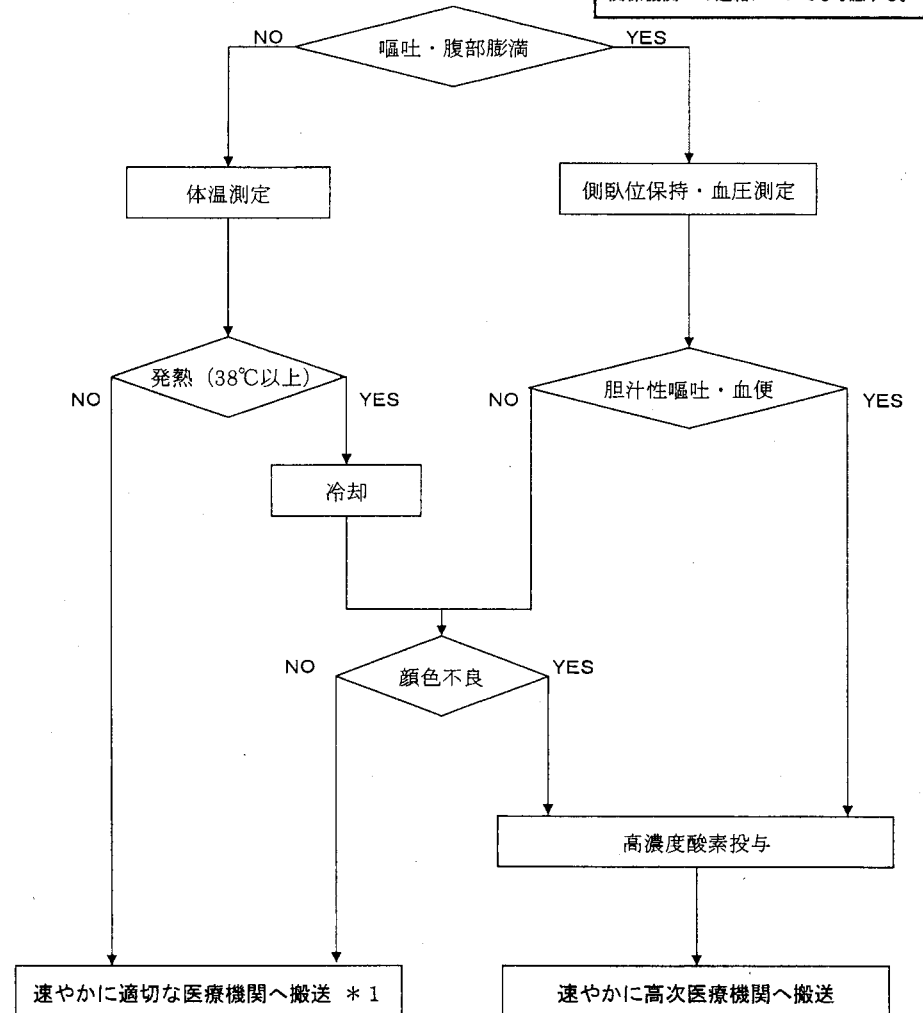 NO
嘔吐・腹部膨満
YES
体温測定
側臥位保持・血圧測定
発熱（38℃以上）
胆汁性嘔吐・血便
NO
YES
NO
YES
冷却
NO
顔色不良
YES
高濃度酸素投与
速やかに適切な医療機関へ搬送 ＊1
速やかに高次医療機関へ搬送